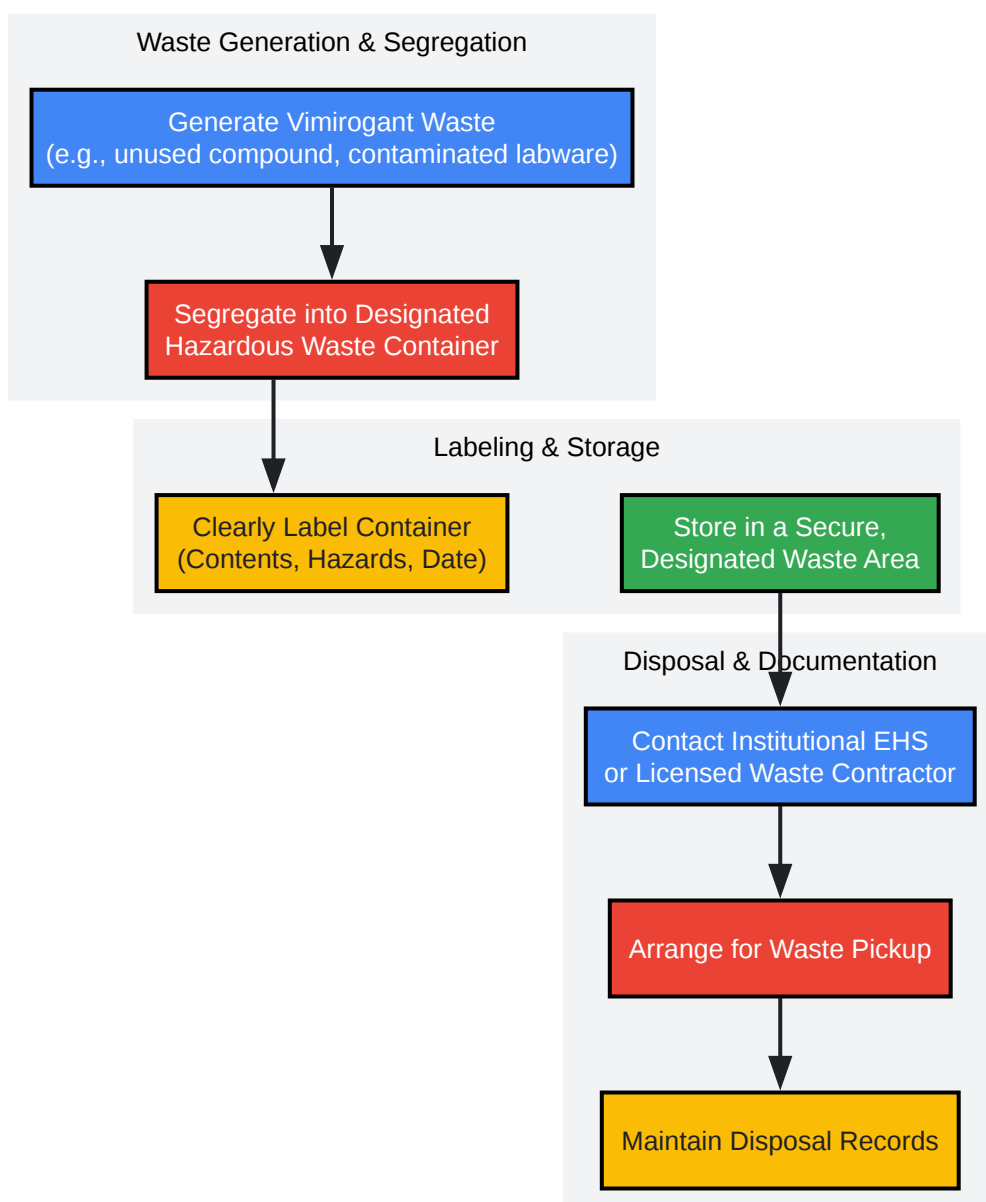 Waste Generation & Segregation
Generate Vimirogant Waste
(e.g., unused compound, contaminated labware)
Segregate into Designated
Hazardous Waste Container
Labeling & Storage
Clearly Label Container
(Contents, Hazards, Date)
Store in a Secure,
Designated Waste Area
Disposal & Documentation
Contact Institutional EHS
or Licensed Waste Contractor
Arrange for Waste Pickup
Maintain Disposal Records